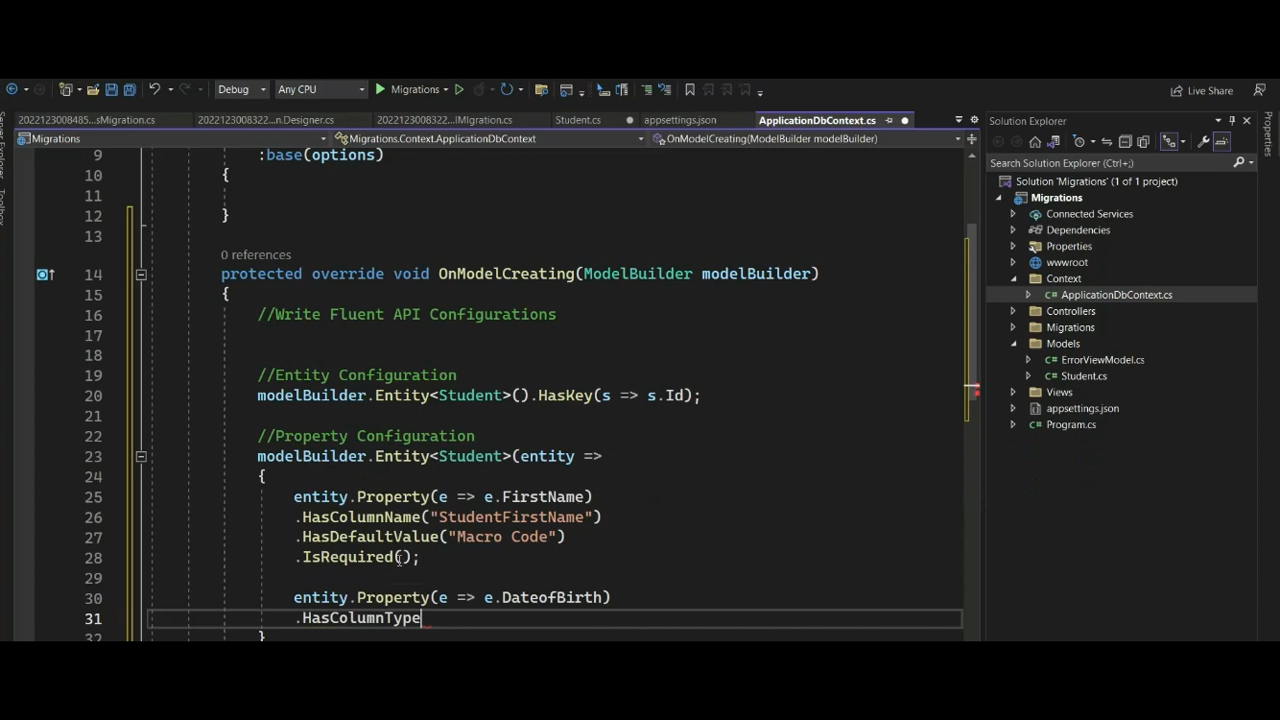 Debug
Any CPU
Migrations
Live Share
2022123008485...sMigration.cs
2022123008322...n.Designer.cs
2022123008322...lMigration.cs
Student.cs
appsettings.json
ApplicationDbContext.cs
Migrations
Migrations.Context.ApplicationDbContext
OnModelCreating(ModelBuilder modelBuilder)
9 :base(options)
10 {
11
12 }
13
0 references
14 protected override void OnModelCreating(ModelBuilder modelBuilder)
15 {
16 //Write Fluent API Configurations
17
18
19 //Entity Configuration
20 modelBuilder.Entity<Student>().HasKey(s => s.Id);
21
22 //Property Configuration
23 modelBuilder.Entity<Student>(entity =>
24 {
25 entity.Property(e => e.FirstName)
26 .HasColumnName("StudentFirstName")
27 .HasDefaultValue("Macro Code")
28 .IsRequired();
29
30 entity.Property(e => e.DateofBirth)
31 .HasColumnType
32 }
Solution Explorer
Search Solution Explorer (Ctrl+;)
Solution 'Migrations' (1 of 1 project)
Migrations
Connected Services
Dependencies
Properties
wwwroot
Context
ApplicationDbContext.cs
Controllers
Migrations
Models
ErrorViewModel.cs
Student.cs
Views
appsettings.json
Program.cs
Properties
Toolbox